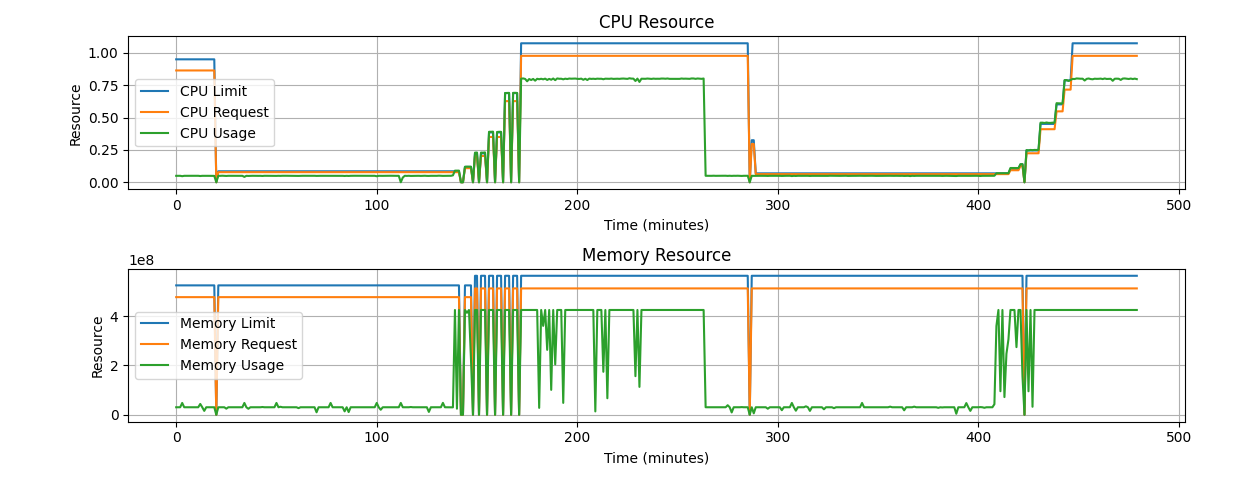 CPU Resource
1.00
0.75
0.50
0.25
0.00
Resource
CPU Limit
CPU Request
CPU Usage
0 100 200 300 400 500
Time (minutes)
Memory Resource
1e8
4
2
0
Resource
Memory Limit
Memory Request
Memory Usage
0 100 200 300 400 500
Time (minutes)